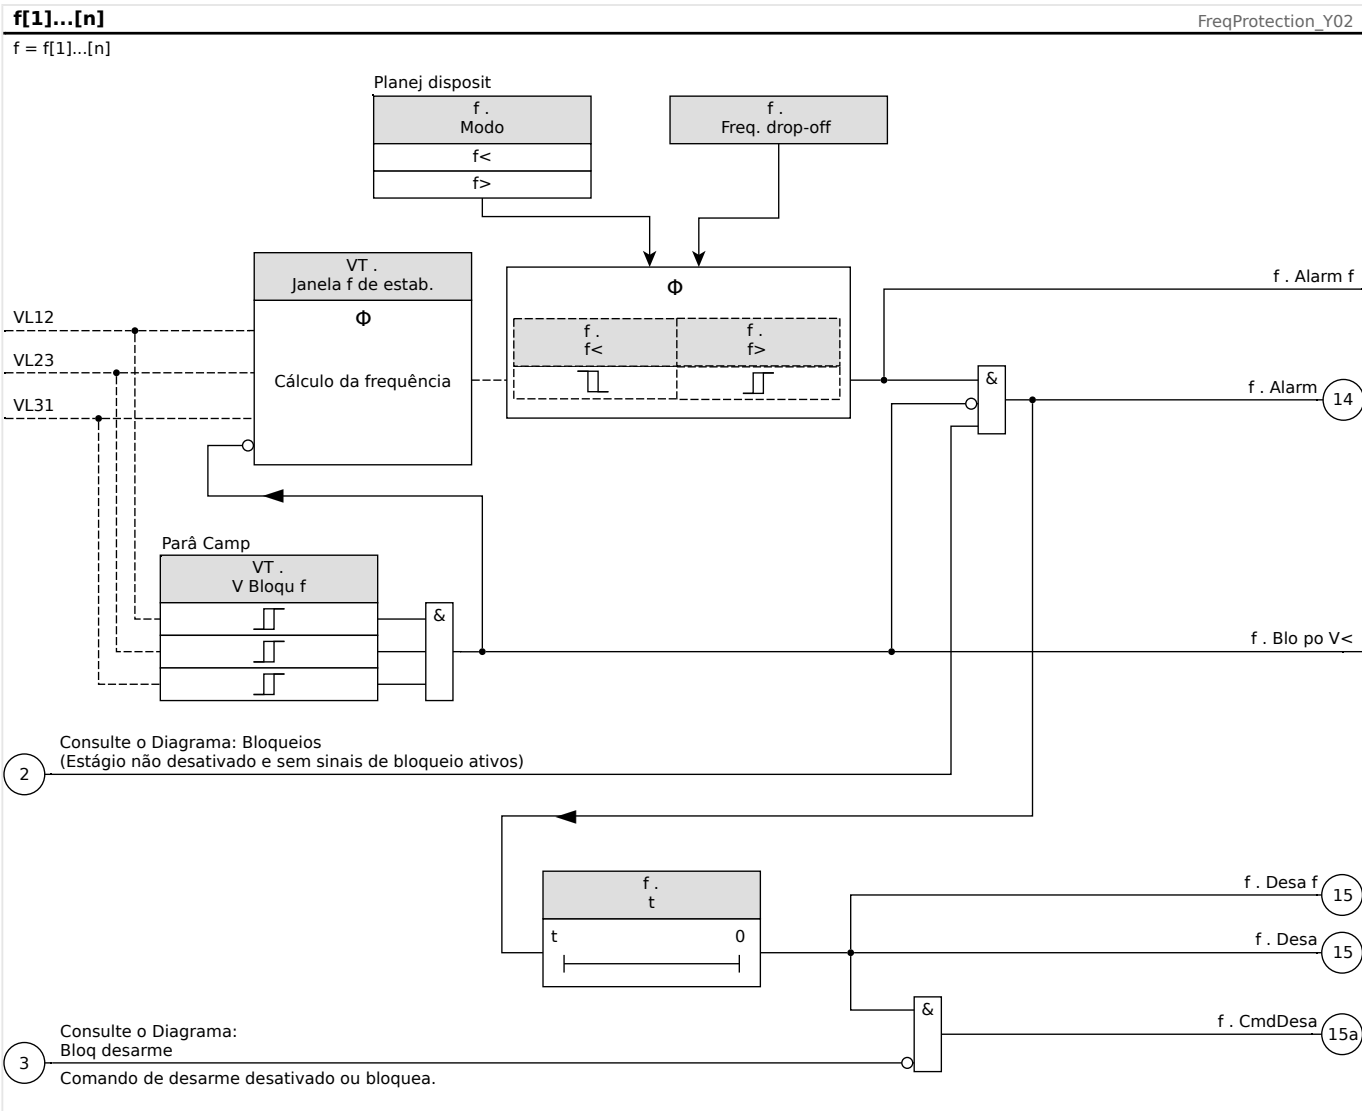 f[1]...[n]
FreqProtection_Y02
f = f[1]...[n]
Planej disposit
f .
Modo
f<
f>
f .
Freq. drop-off
VT .
Janela f de estab.
Φ
Cálculo da frequência
Φ
f .
f<
f .
f>
VL12
VL23
VL31
f . Alarm f
&
f . Alarm
14
Parâ Camp
VT .
V Bloqu f
&
f . Blo po V<
Consulte o Diagrama: Bloqueios
(Estágio não desativado e sem sinais de bloqueio ativos)
2
f .
t
t
0
f . Desa f
15
f . Desa
15
&
f . CmdDesa
15a
Consulte o Diagrama:
Bloq desarme
3
Comando de desarme desativado ou bloquea.